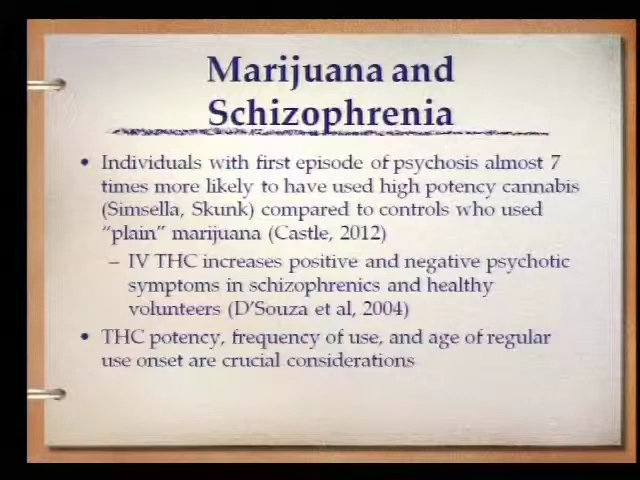 Marijuana and
Schizophrenia
• Individuals with first episode of psychosis almost 7
times more likely to have used high potency cannabis
(Simsella, Skunk) compared to controls who used
“plain” marijuana (Castle, 2012)
– IV THC increases positive and negative psychotic
symptoms in schizophrenics and healthy
volunteers (D'Souza et al, 2004)
• THC potency, frequency of use, and age of regular
use onset are crucial considerations